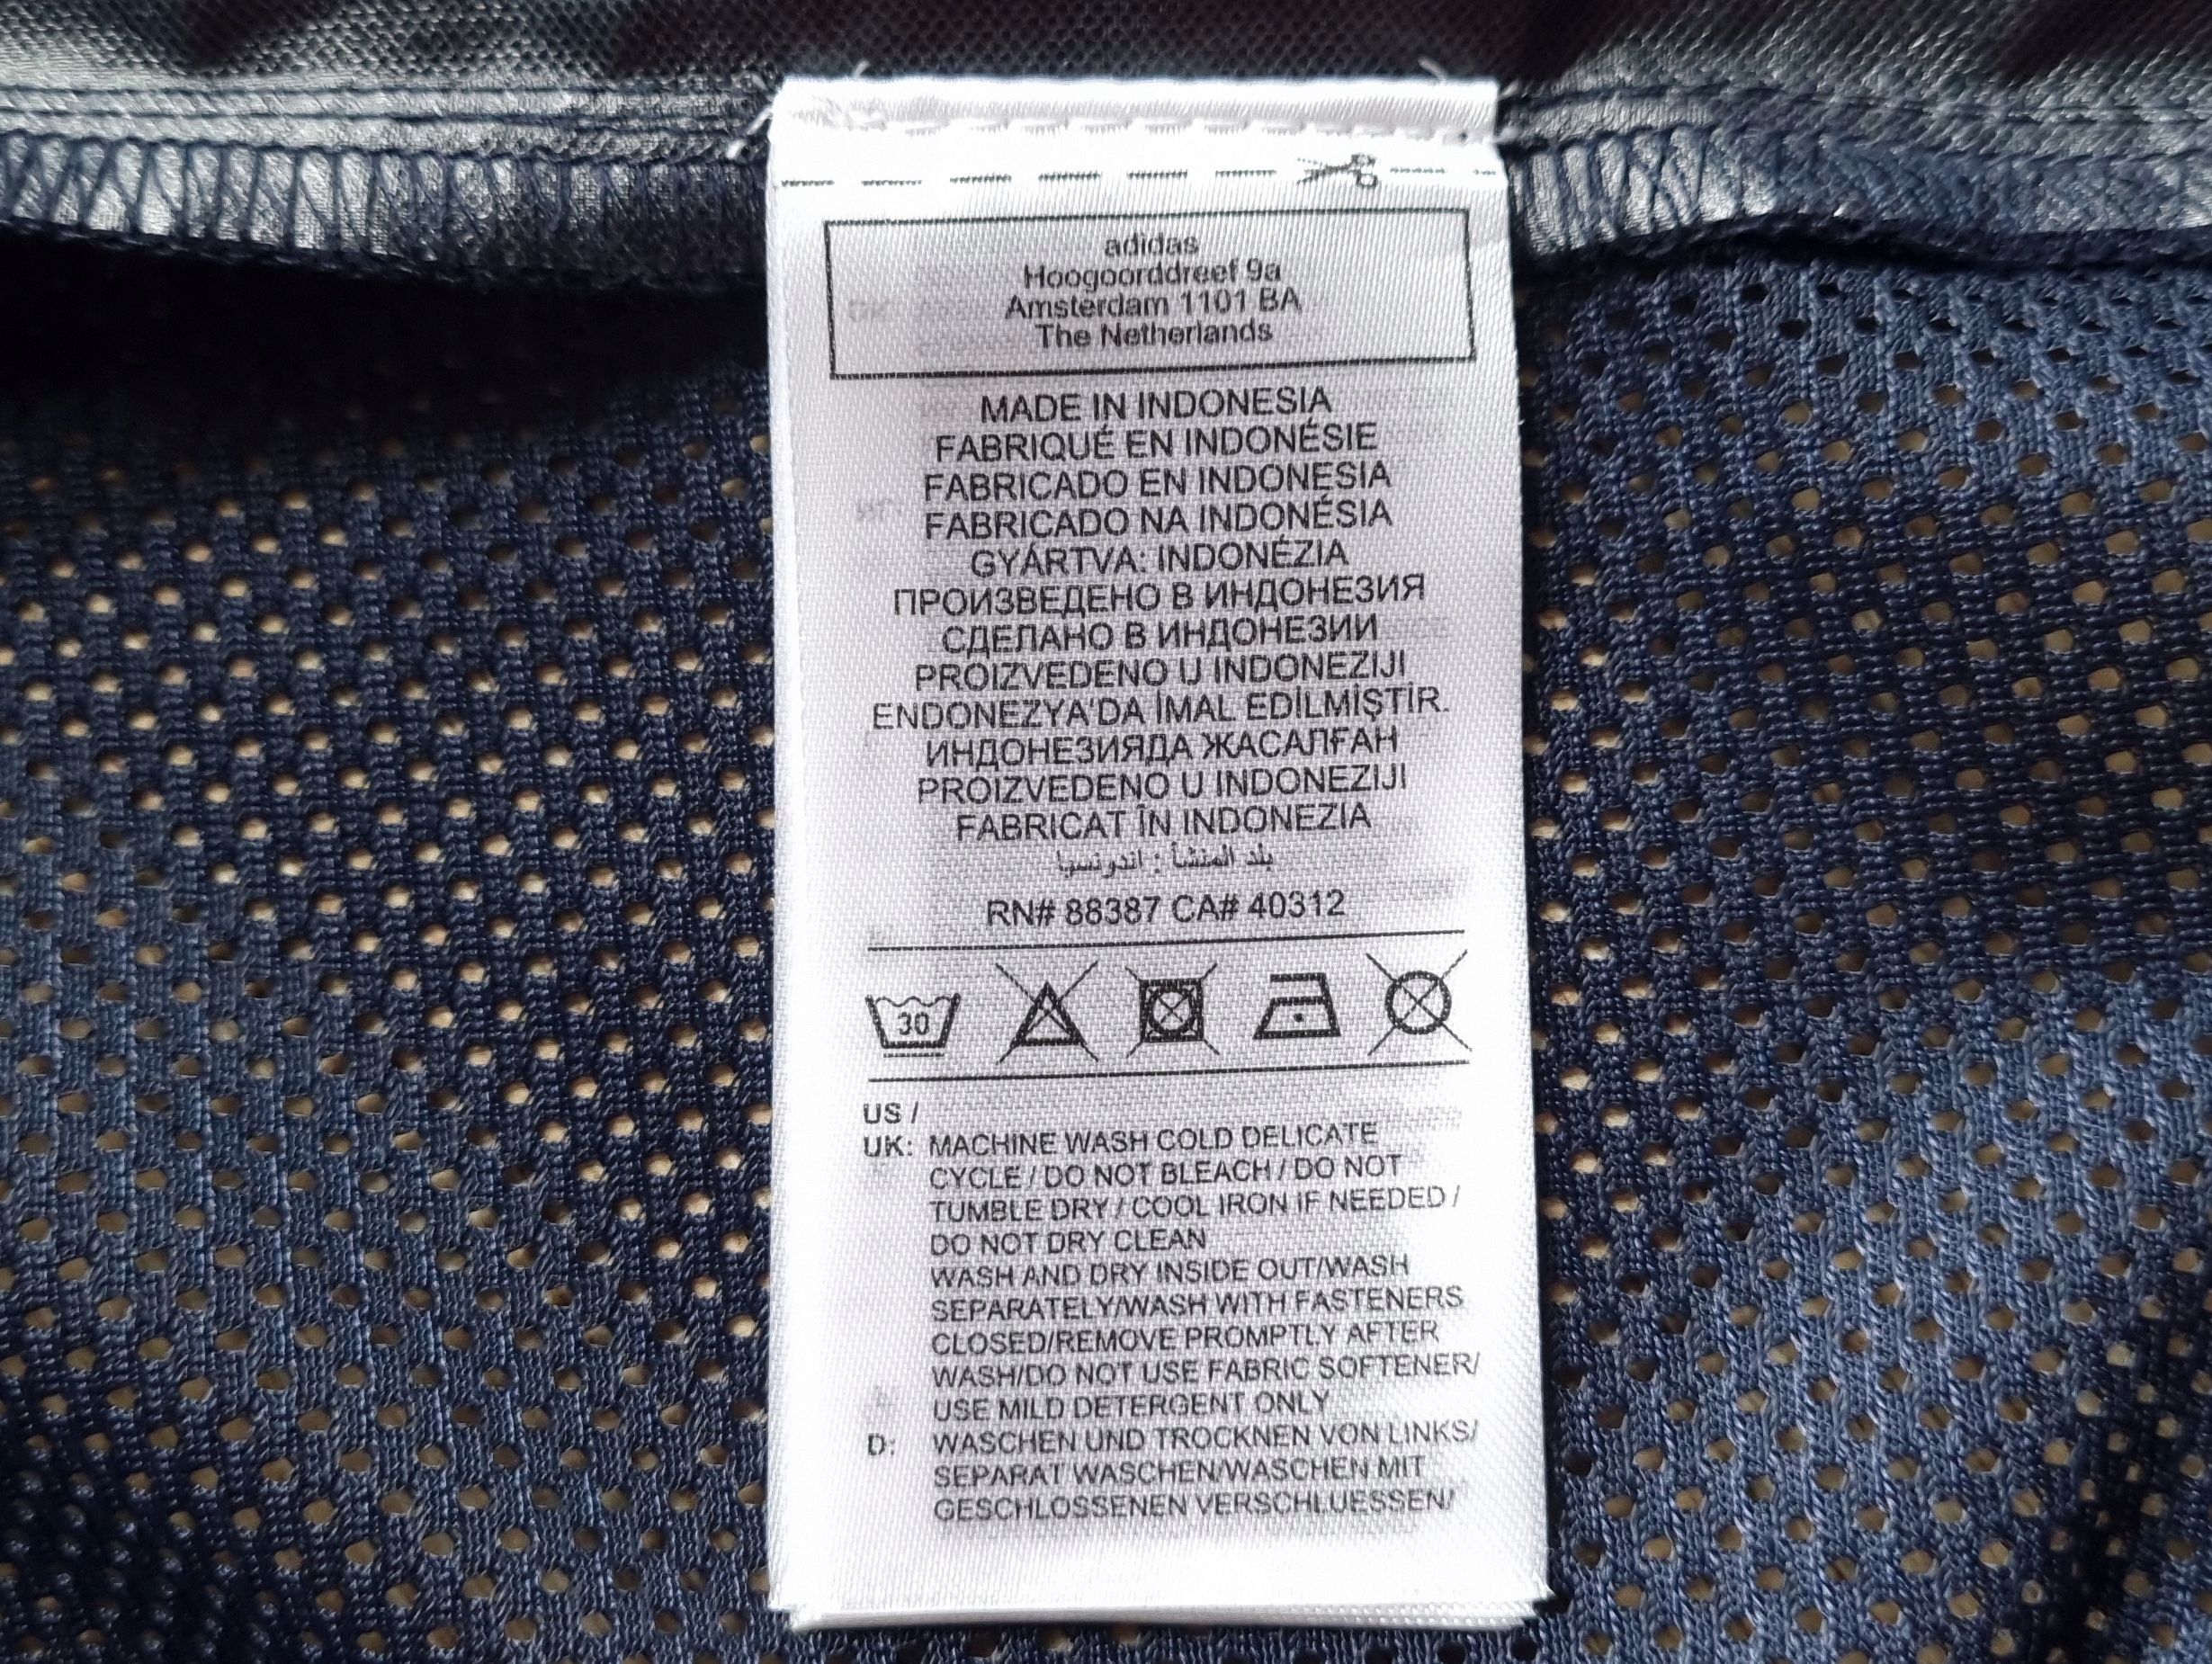 adidas
Hoogoorddreef 9a
Amsterdam 1101 BA
The Netherlands
MADE IN INDONESIA
FABRIQUÉ EN INDONÉSIE
FABRICADO EN INDONESIA
FABRICADO NA INDONÉSIA
GYÁRTVA: INDONÉZIA
ПРОИЗВЕДЕНО В ИНДОНЕЗИЯ
СДЕЛАНО В ИНДОНЕЗИИ
PROIZVEDENO U INDONEZIJI
ENDONEZYA'DA İMAL EDİLMİŞTİR.
ИНДОНЕЗИЯДА ЖАСАЛҒАН
PROIZVEDENO U INDONEZIJI
FABRICAT ÎN INDONEZIA
بلد المنشأ : اندونسيا
RN# 88387 CA# 40312
30
US /
UK: MACHINE WASH COLD DELICATE
CYCLE / DO NOT BLEACH / DO NOT
TUMBLE DRY / COOL IRON IF NEEDED /
DO NOT DRY CLEAN
WASH AND DRY INSIDE OUT/WASH
SEPARATELY/WASH WITH FASTENERS
CLOSED/REMOVE PROMPTLY AFTER
WASH/DO NOT USE FABRIC SOFTENER/
USE MILD DETERGENT ONLY
D: WASCHEN UND TROCKNEN VON LINKS/
SEPARAT WASCHEN/WASCHEN MIT
GESCHLOSSENEN VERSCHLUESSEN/